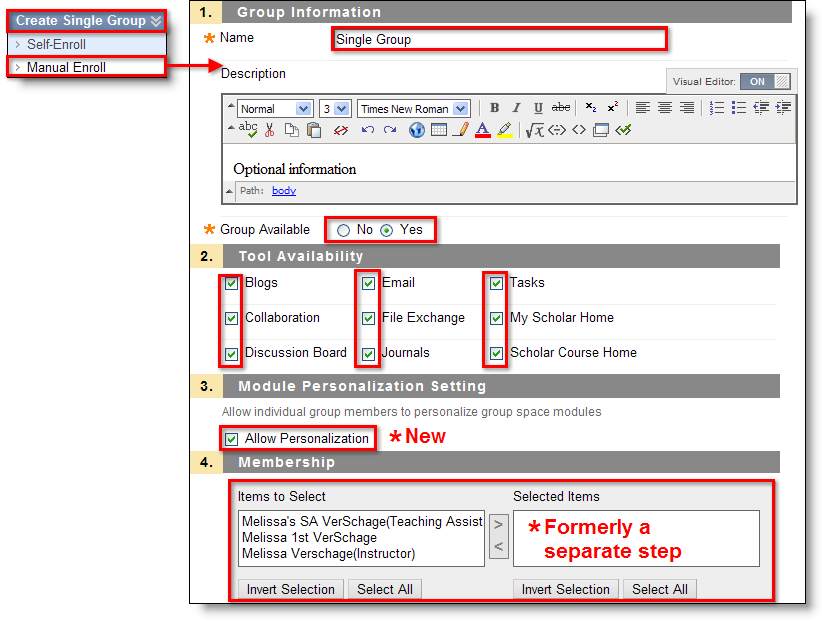 Create Single Group
Self-Enroll
Manual Enroll
1. Group Information
* Name Single Group
Description
Visual Editor: ON
Normal 3 Times New Roman B I U abc x₂ x²
abc
Optional information
Path: body
* Group Available No Yes
2. Tool Availability
Blogs Email Tasks
Collaboration File Exchange My Scholar Home
Discussion Board Journals Scholar Course Home
3. Module Personalization Setting
Allow individual group members to personalize group space modules
Allow Personalization * New
4. Membership
Items to Select Selected Items
Melissa's SA VerSchage(Teaching Assist
Melissa 1st VerSchage
Melissa Verschage(Instructor)
> <
* Formerly a
separate step
Invert Selection Select All Invert Selection Select All